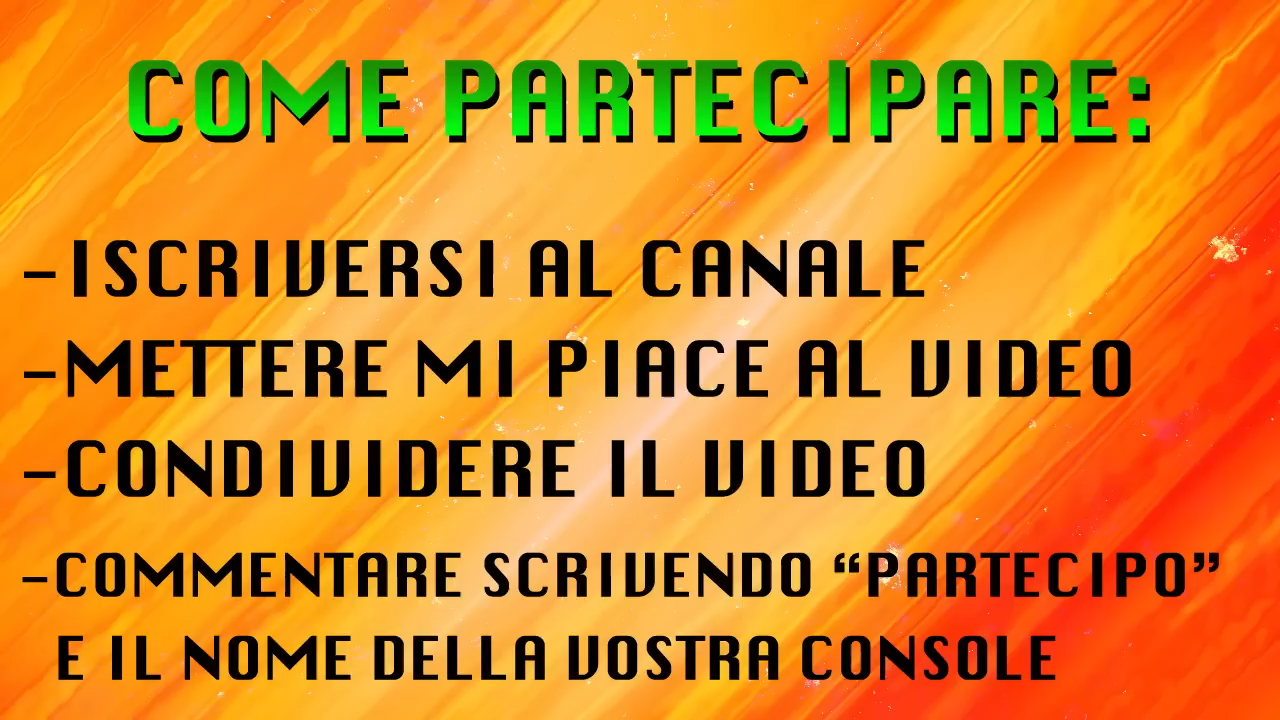 COME PARTECIPARE:
-ISCRIVERSI AL CANALE
-METTERE MI PIACE AL VIDEO
-CONDIVIDERE IL VIDEO
-COMMENTARE SCRIVENDO “PARTECIPO”
E IL NOME DELLA VOSTRA CONSOLE